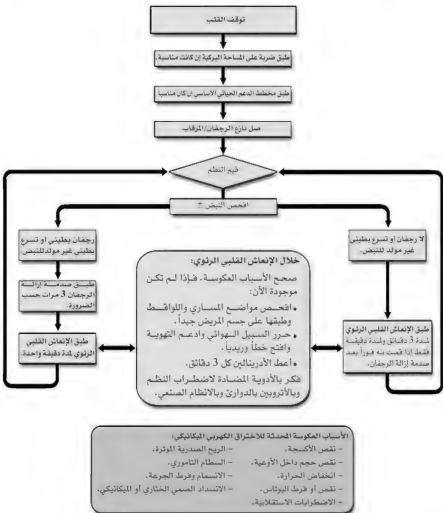 توقف القلب
طبق ضربة على المساحة البركية إن كانت مناسبة.
طبق مخطط الدعم الحياتي الأساسي إن كان مناسباً
صل نازع الرجفان/المرقاب
قيم النظم
افحص النبض ±
رجفان بطيني أو تسرع
بطيني غير مولد للنبض.
لا رجفان أو تسرع بطيني
غير مولد للنبض.
طبق صدمة إزالة
الرجفان 3 مرات حسب
الضرورة.
طبق الإنعاش القلبي
الرئوي لمدة دقيقة واحدة.
خلال الإنعاش القلبي الرئوي:
صحح الأسباب العكوسة. فإذا لم تكن
موجودة الآن:
• افحص مواضع المساري واللواقط
وطبقها على جسم المريض جيداً.
• حرر السبيل الهوائي وادعم التهوية
وافتح خطاً وريدياً.
• أعط الأدرينالين كل 3 دقائق.
فكر بالأدوية المضادة لاضطراب النظم
وبالأتروبين بالدوارئ وبالانظام الصنعي.
طبق الإنعاش القلبي الرئوي
لمدة 3 دقائق ولمدة دقيقة
فقط إذا قمت به فوراً بعد
صدمة إزالة الرجفان.
الأسباب العكوسة المحدثة للاختراق الكهربي الميكانيكي:
– نقص الأكسجة.
– نقص حجم داخل الأوعية.
– انخفاض الحرارة.
– نقص أو فرط البوتاس.
– الاضطرابات الاستقلابية.
– الريح الصدرية الموترة.
– السطام التاموري.
– الانسمام وفرط الجرعة.
– الانسداد الصمي الخثاري أو الميكانيكي.